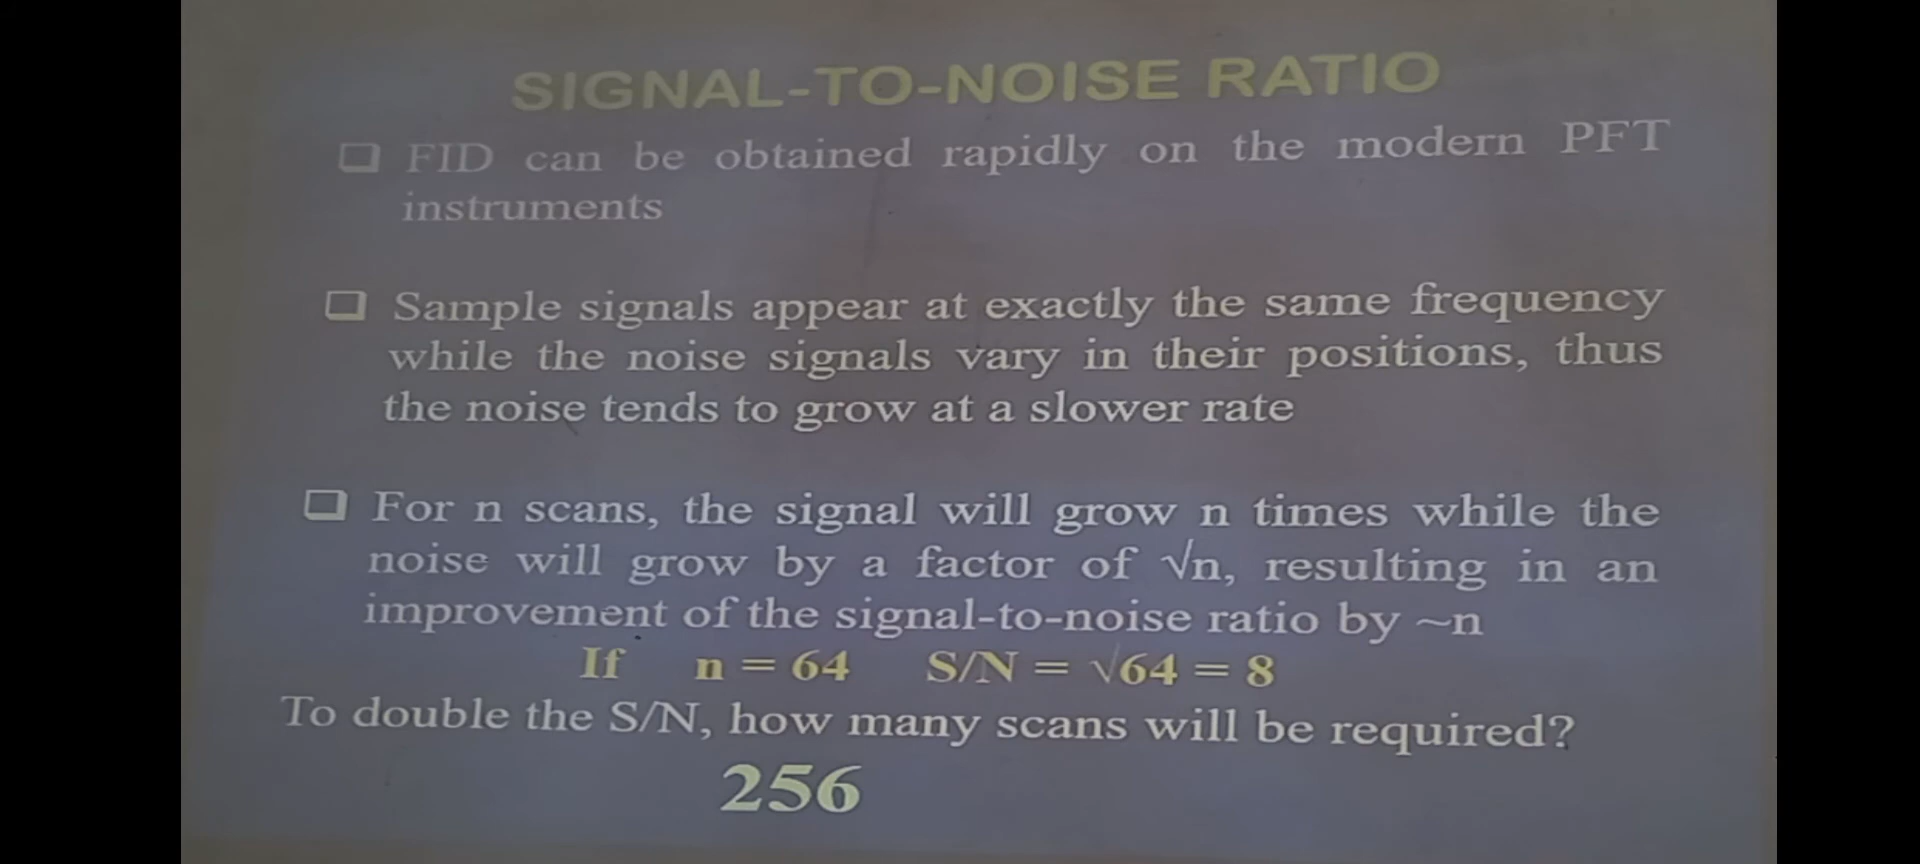 SIGNAL-TO-NOISE RATIO
❑ FID can be obtained rapidly on the modern PFT
instruments
❑ Sample signals appear at exactly the same frequency
while the noise signals vary in their positions, thus
the noise tends to grow at a slower rate
❑ For n scans, the signal will grow n times while the
noise will grow by a factor of √n, resulting in an
improvement of the signal-to-noise ratio by ~n
If n = 64 S/N = √64 = 8
To double the S/N, how many scans will be required?
256